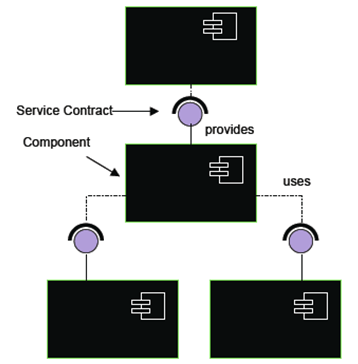 Service Contract
provides
Component
uses